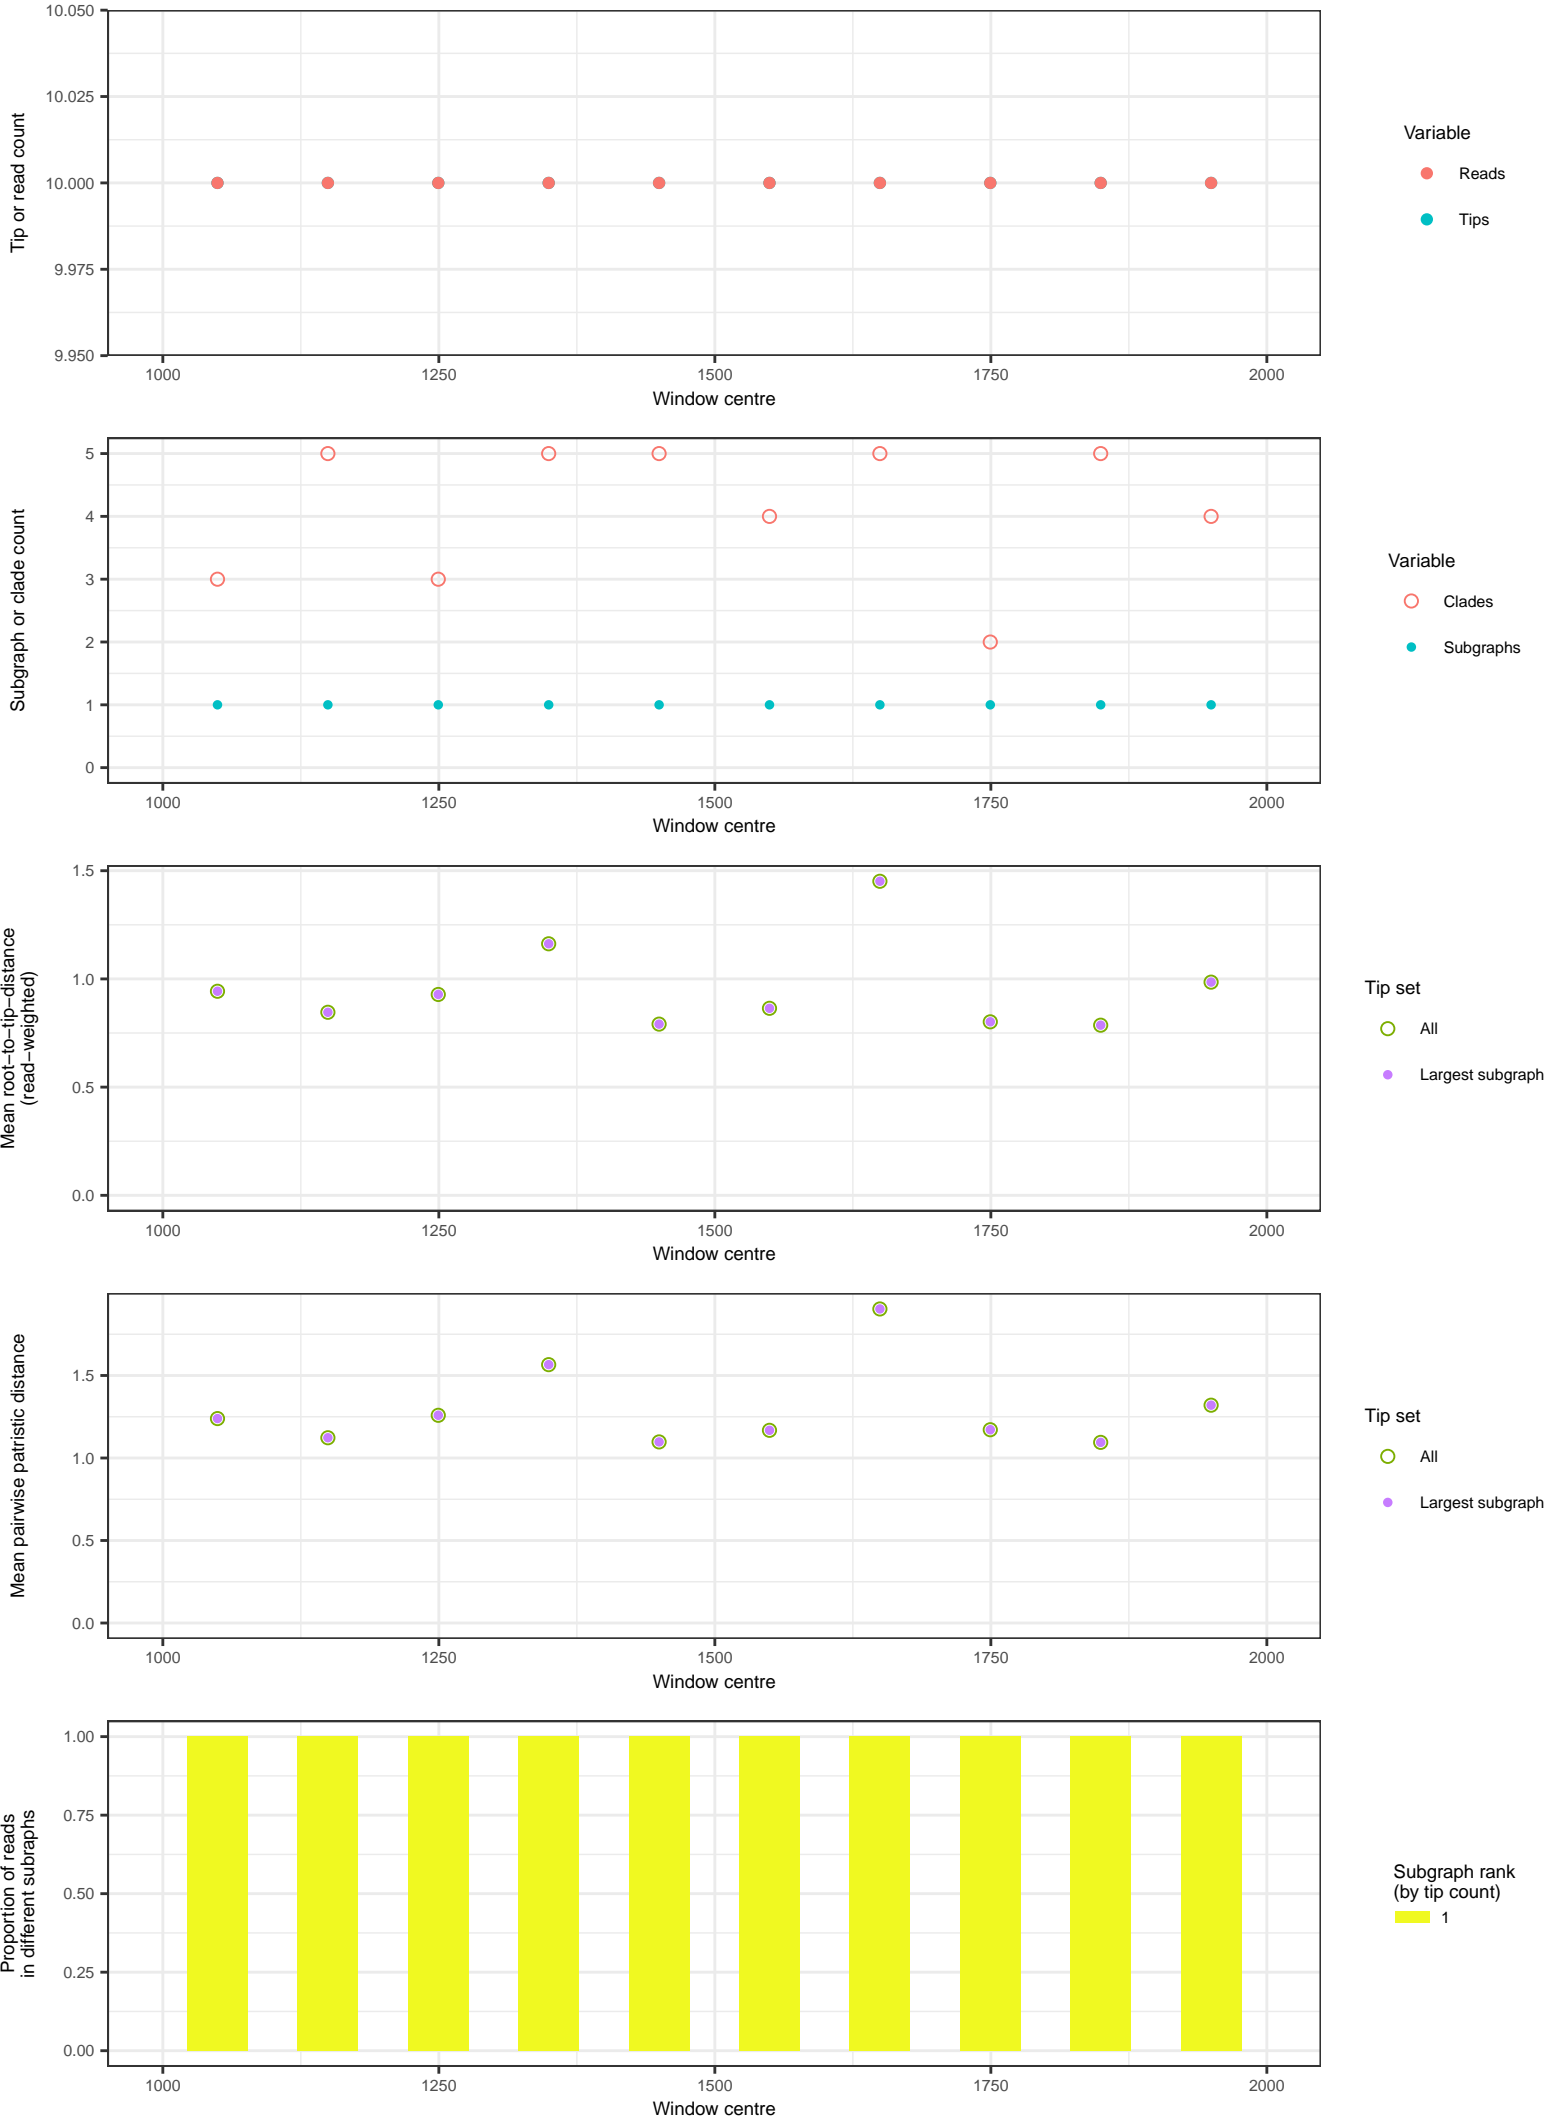 10.050
10.025
10.000
9.975
9.950
Tip or read count
1000 1250 1500 1750 2000
Window centre
Variable
Reads
Tips
5
4
3
2
1
0
Subgraph or clade count
1000 1250 1500 1750 2000
Window centre
Variable
Clades
Subgraphs
1.5
1.0
0.5
0.0
Mean root−to−tip−distance
(read−weighted)
1000 1250 1500 1750 2000
Window centre
Tip set
All
Largest subgraph
1.5
1.0
0.5
0.0
Mean pairwise patristic distance
1000 1250 1500 1750 2000
Window centre
Tip set
All
Largest subgraph
1.00
0.75
0.50
0.25
0.00
Proportion of reads
in different subraphs
1000 1250 1500 1750 2000
Window centre
Subgraph rank
(by tip count)
1